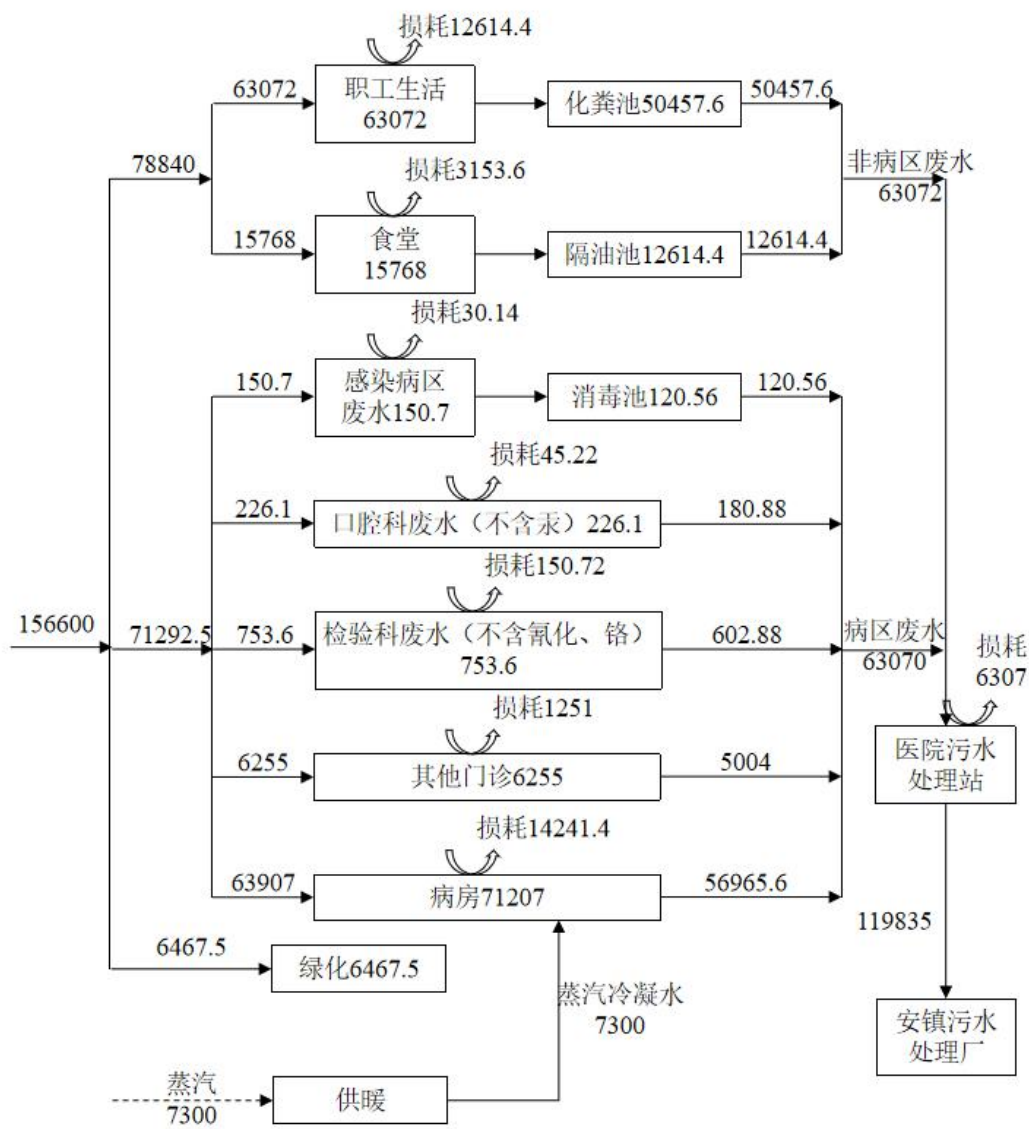 损耗12614.4
63072
职工生活
63072
化粪池50457.6
50457.6
78840
损耗3153.6
非病区废水
63072
15768
食堂
15768
隔油池12614.4
12614.4
损耗30.14
150.7
感染病区
废水150.7
消毒池120.56
120.56
损耗45.22
226.1
口腔科废水（不含汞）226.1
180.88
损耗150.72
156600
71292.5
753.6
检验科废水（不含氰化、铬）
753.6
602.88
病区废水
63070
损耗
6307
损耗1251
6255
其他门诊6255
5004
医院污水
处理站
损耗14241.4
63907
病房71207
56965.6
119835
6467.5
绿化6467.5
蒸汽冷凝水
7300
安镇污水
处理厂
蒸汽
7300
供暖